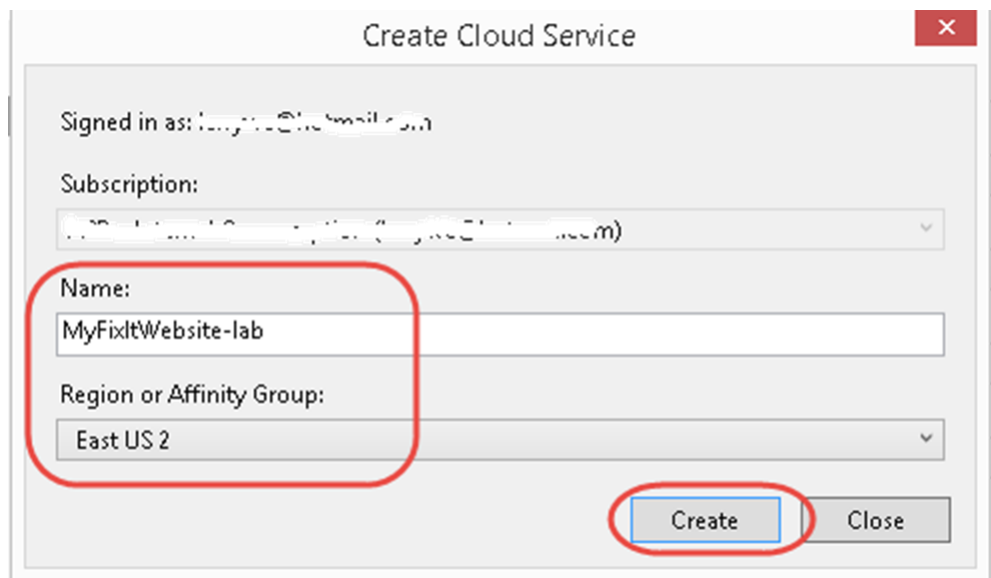 Create Cloud Service
Signed in as:
Subscription:
Name:
MyFixItWebsite-lab
Region or Affinity Group:
East US 2
Create Close